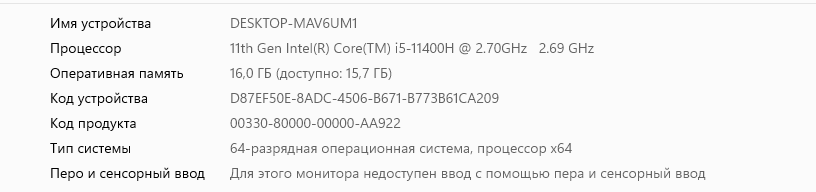 Имя устройства DESKTOP-MAV6UM1
Процессор 11th Gen Intel(R) Core(TM) i5-11400H @ 2.70GHz 2.69 GHz
Оперативная память 16,0 ГБ (доступно: 15,7 ГБ)
Код устройства D87EF50E-8ADC-4506-B671-B773B61CA209
Код продукта 00330-80000-00000-AA922
Тип системы 64-разрядная операционная система, процессор x64
Перо и сенсорный ввод Для этого монитора недоступен ввод с помощью пера и сенсорный ввод